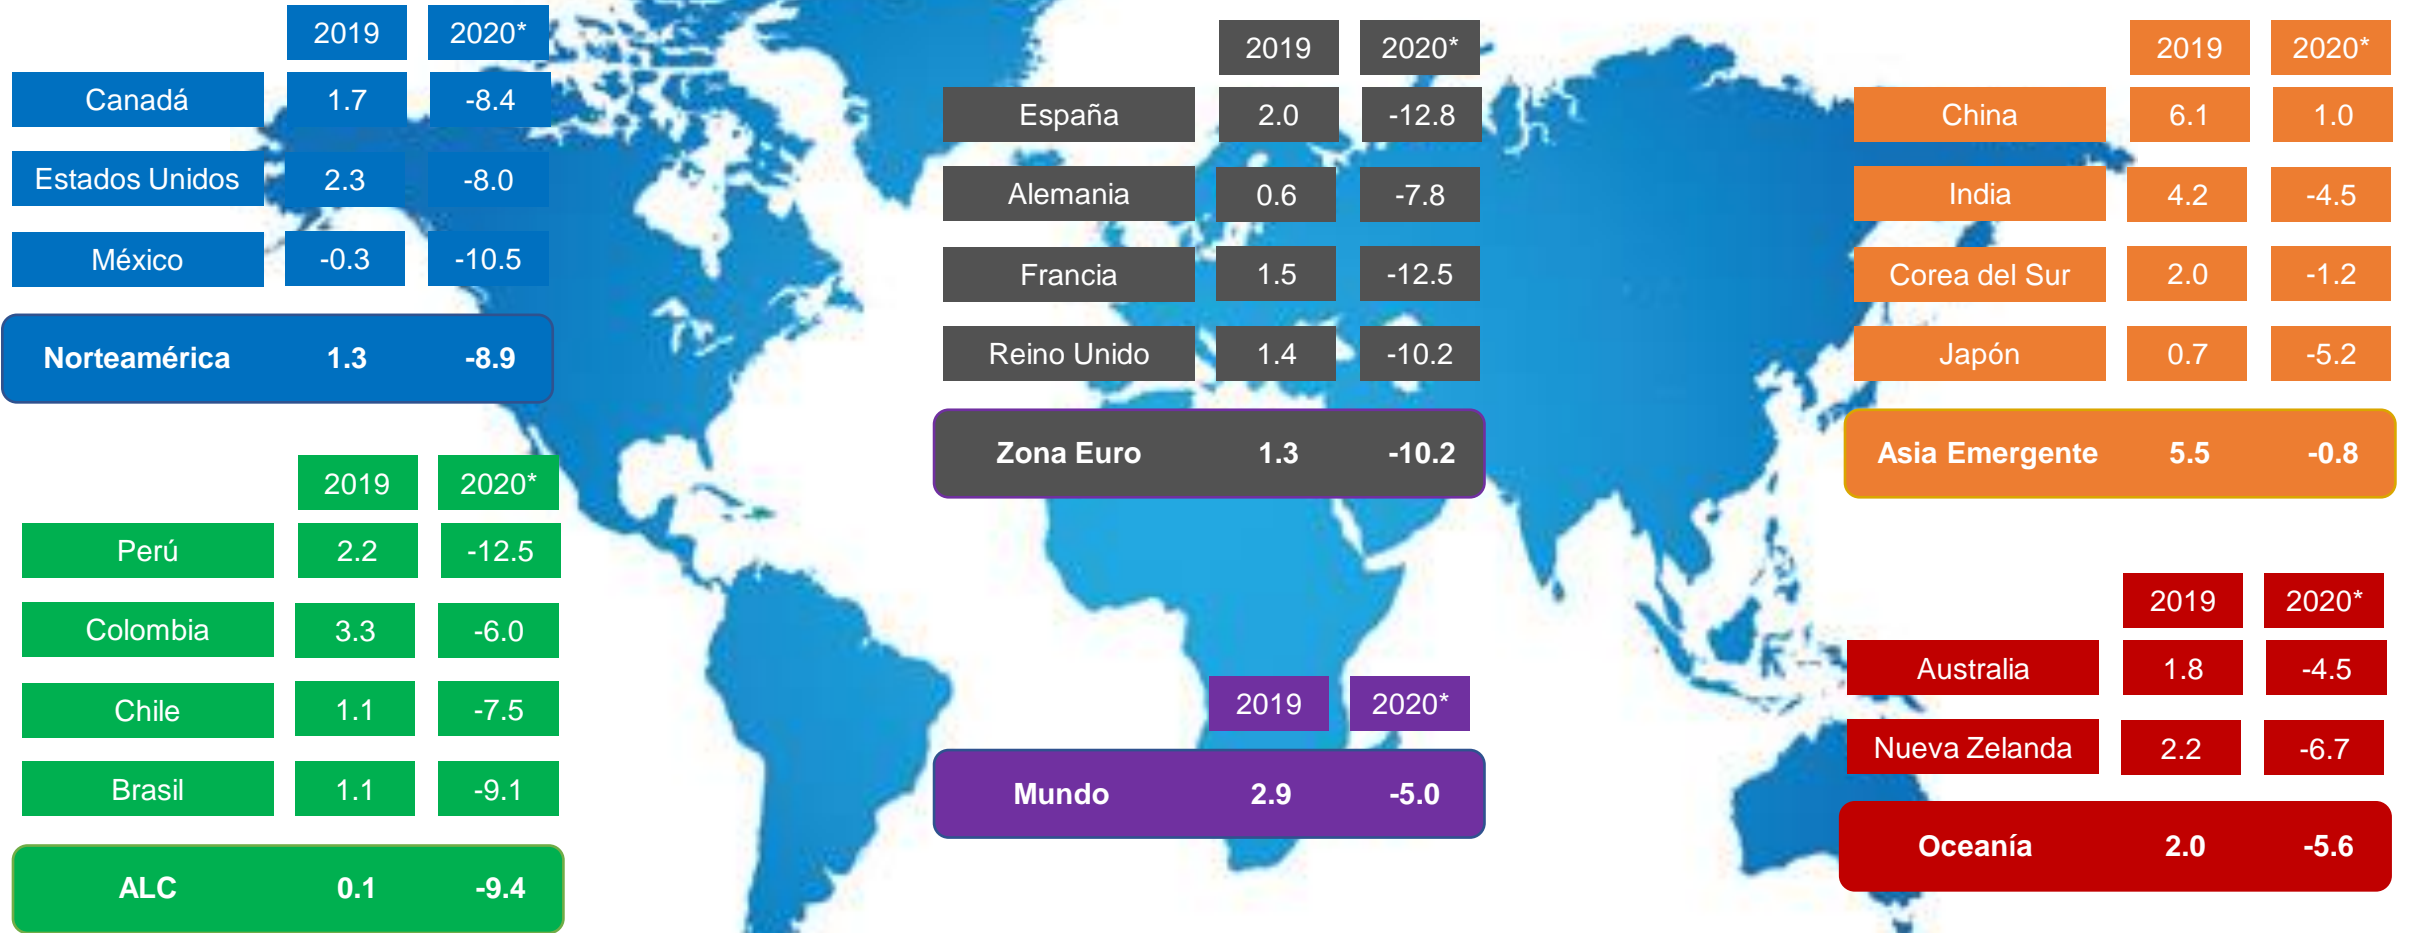 2019 2020*
Canadá 1.7 -8.4
Estados Unidos 2.3 -8.0
México -0.3 -10.5
Norteamérica 1.3 -8.9
2019 2020*
Perú 2.2 -12.5
Colombia 3.3 -6.0
Chile 1.1 -7.5
Brasil 1.1 -9.1
ALC 0.1 -9.4
2019 2020*
España 2.0 -12.8
Alemania 0.6 -7.8
Francia 1.5 -12.5
Reino Unido 1.4 -10.2
Zona Euro 1.3 -10.2
2019 2020*
Mundo 2.9 -5.0
2019 2020*
China 6.1 1.0
India 4.2 -4.5
Corea del Sur 2.0 -1.2
Japón 0.7 -5.2
Asia Emergente 5.5 -0.8
2019 2020*
Australia 1.8 -4.5
Nueva Zelanda 2.2 -6.7
Oceanía 2.0 -5.6